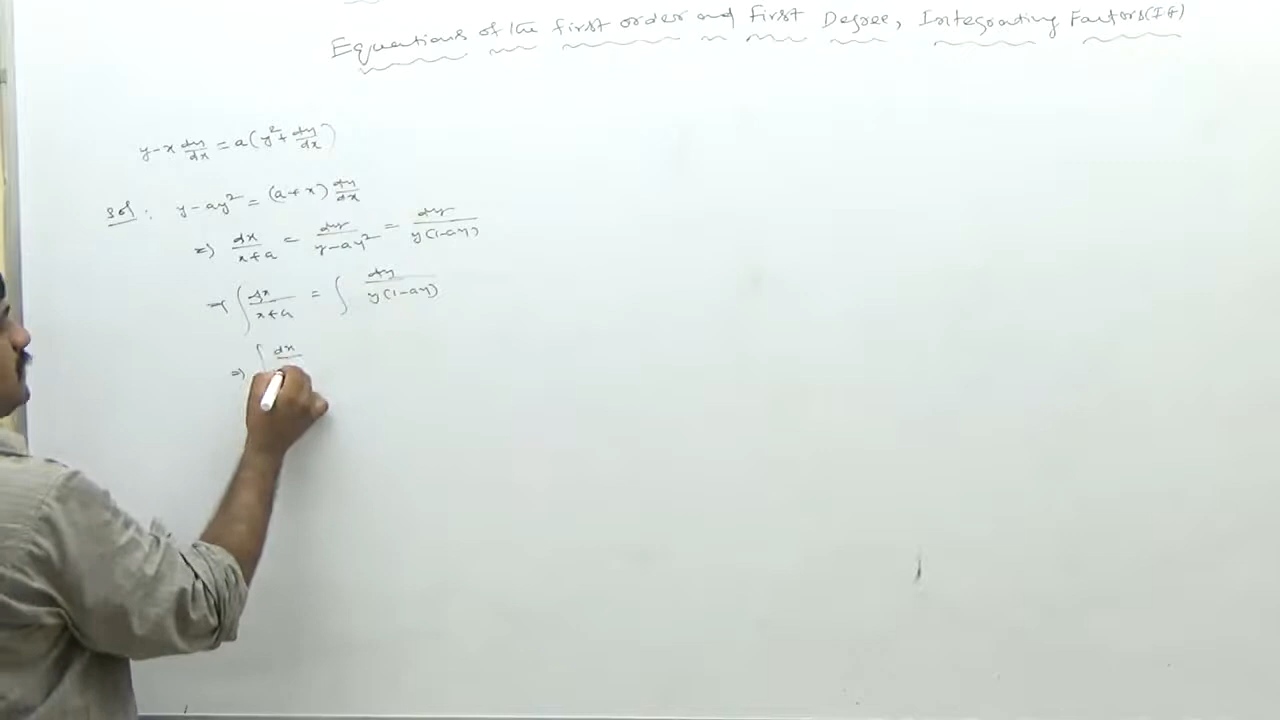 Equations of the first order and First Degree, Integrating Factors(IF)
y-x dy/dx = a(y²+ dy/dx)
Sol: y-ay² = (a+x) dy/dx
=) dx/x+a = dy/y-ay² = dy/y(1-ay)
=) ∫ dx/x+a = ∫ dy/y(1-ay)
=) ∫ dx